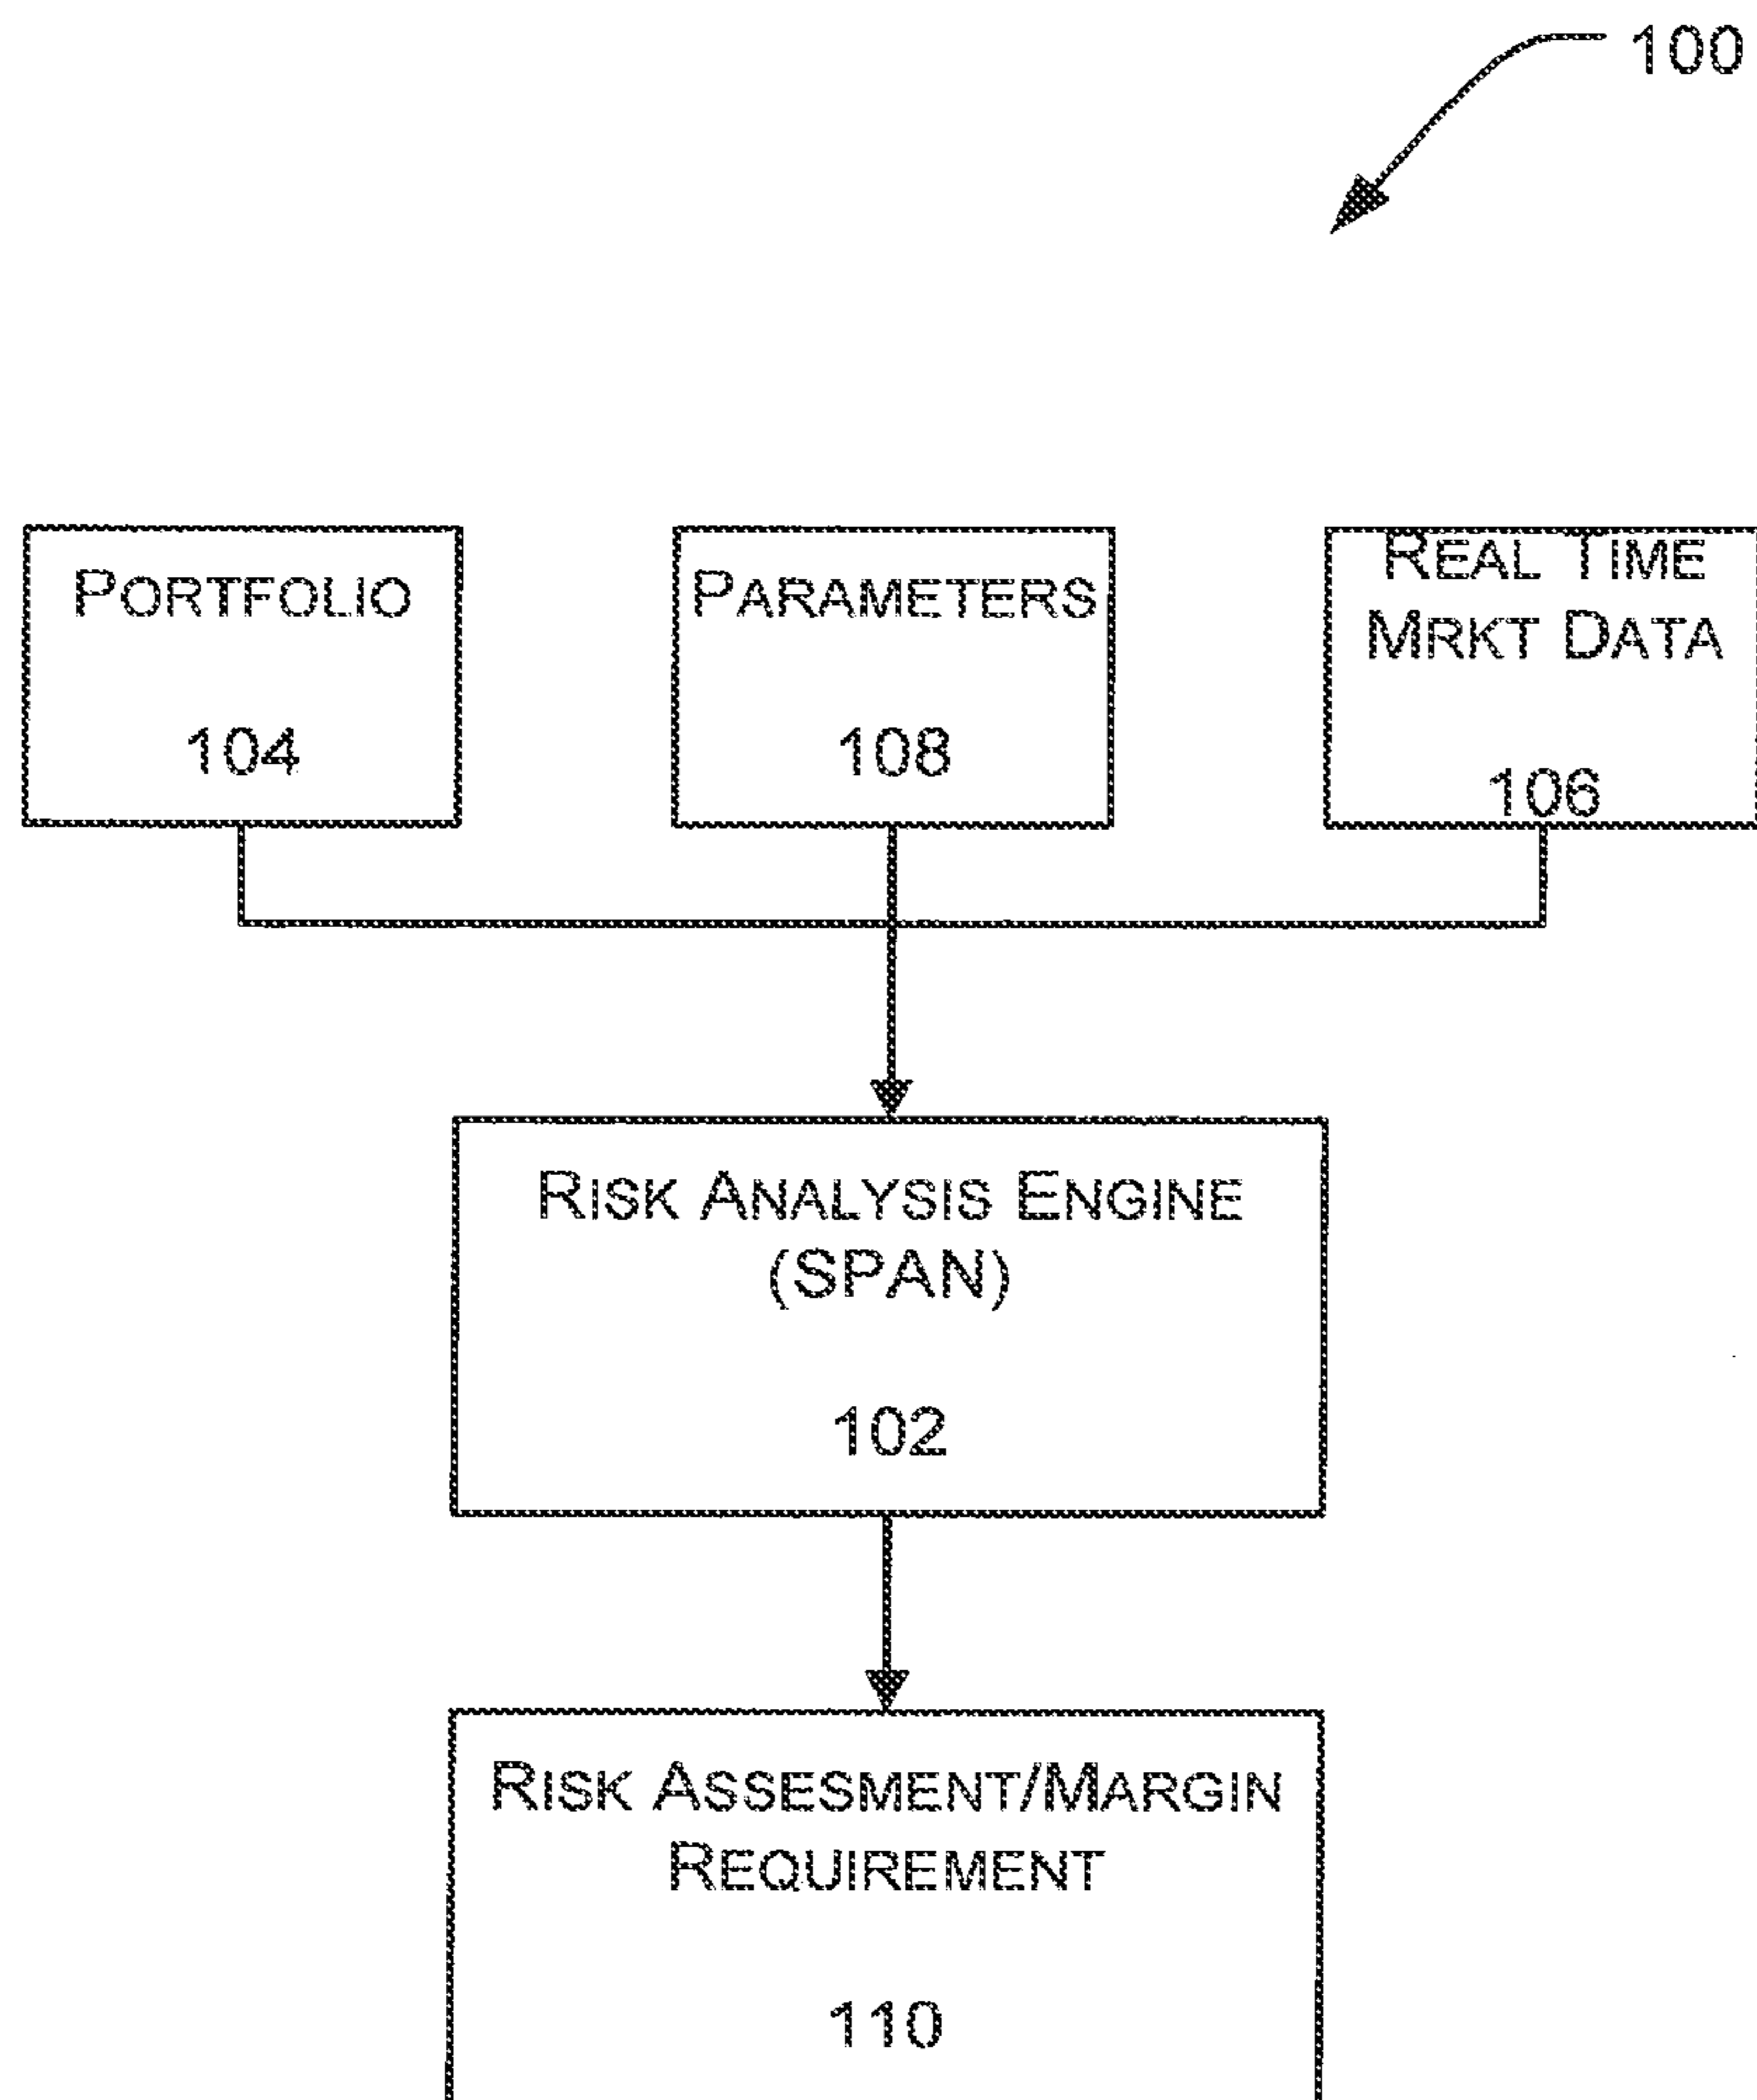 100
PORTFOLIO
104
PARAMETERS
108
REAL TIME
MRKT DATA
106
RISK ANALYSIS ENGINE
(SPAN)
102
RISK ASSESMENT/MARGIN
REQUIREMENT
110